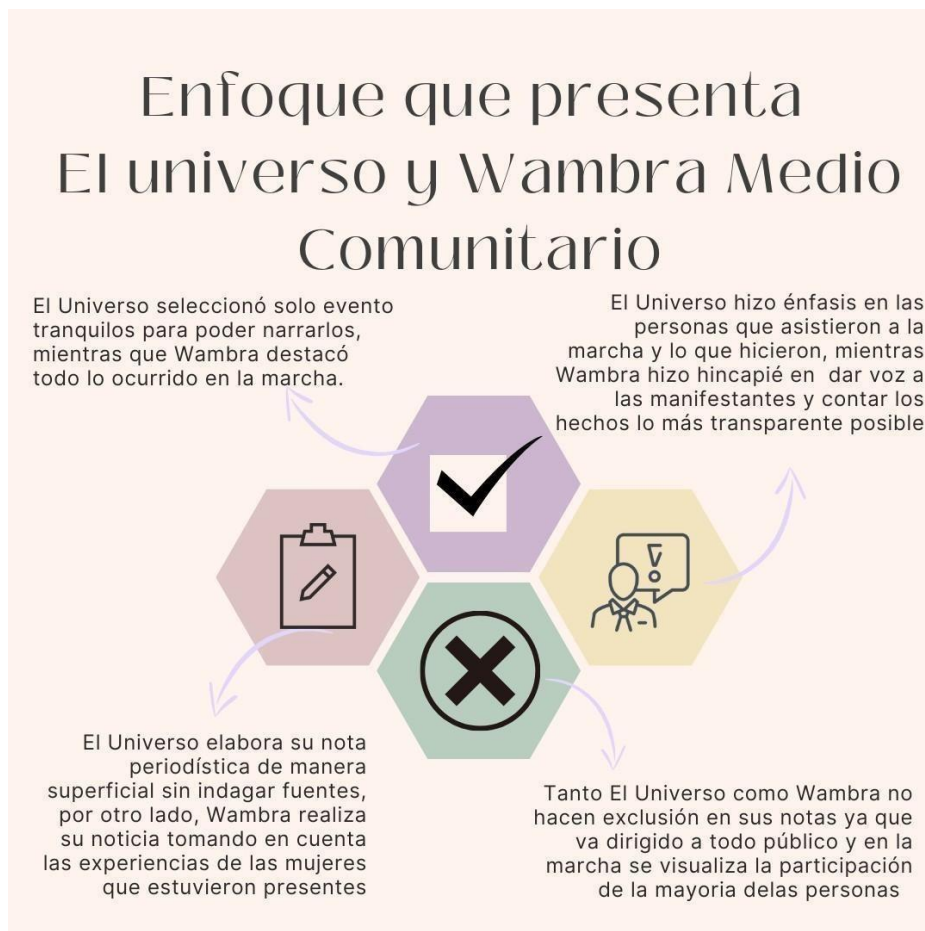 Enfoque que presenta
El universo y Wambra Medio
Comunitario
El Universo seleccionó solo evento
tranquilos para poder narrarlos,
mientras que Wambra destacó
todo lo ocurrido en la marcha.
El Universo hizo énfasis en las
personas que asistieron a la
marcha y lo que hicieron, mientras
Wambra hizo hincapié en dar voz a
las manifestantes y contar los
hechos lo más transparente posible
El Universo elabora su nota
periodística de manera
superficial sin indagar fuentes,
por otro lado, Wambra realiza
su noticia tomando en cuenta
las experiencias de las mujeres
que estuvieron presentes
Tanto El Universo como Wambra no
hacen exclusión en sus notas ya que
va dirigido a todo público y en la
marcha se visualiza la participación
de la mayoria delas personas